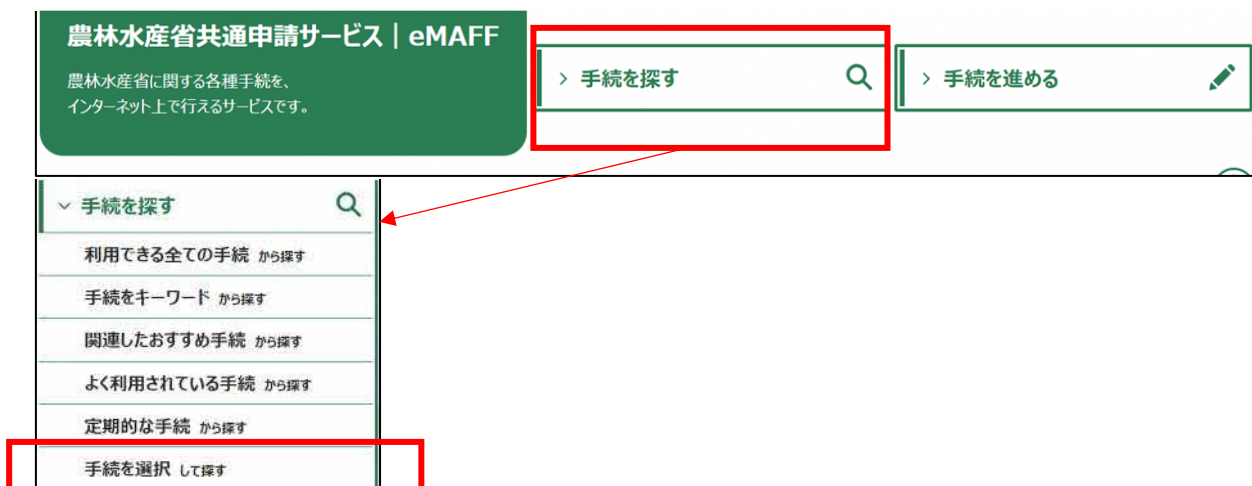 農林水産省共通申請サービス｜eMAFF
農林水産省に関する各種手続を、
インターネット上で行えるサービスです。
手続を探す
手続を進める
手続を探す
利用できる全ての手続 から探す
手続をキーワード から探す
関連したおすすめ手続 から探す
よく利用されている手続 から探す
定期的な手続 から探す
手続を選択 して探す